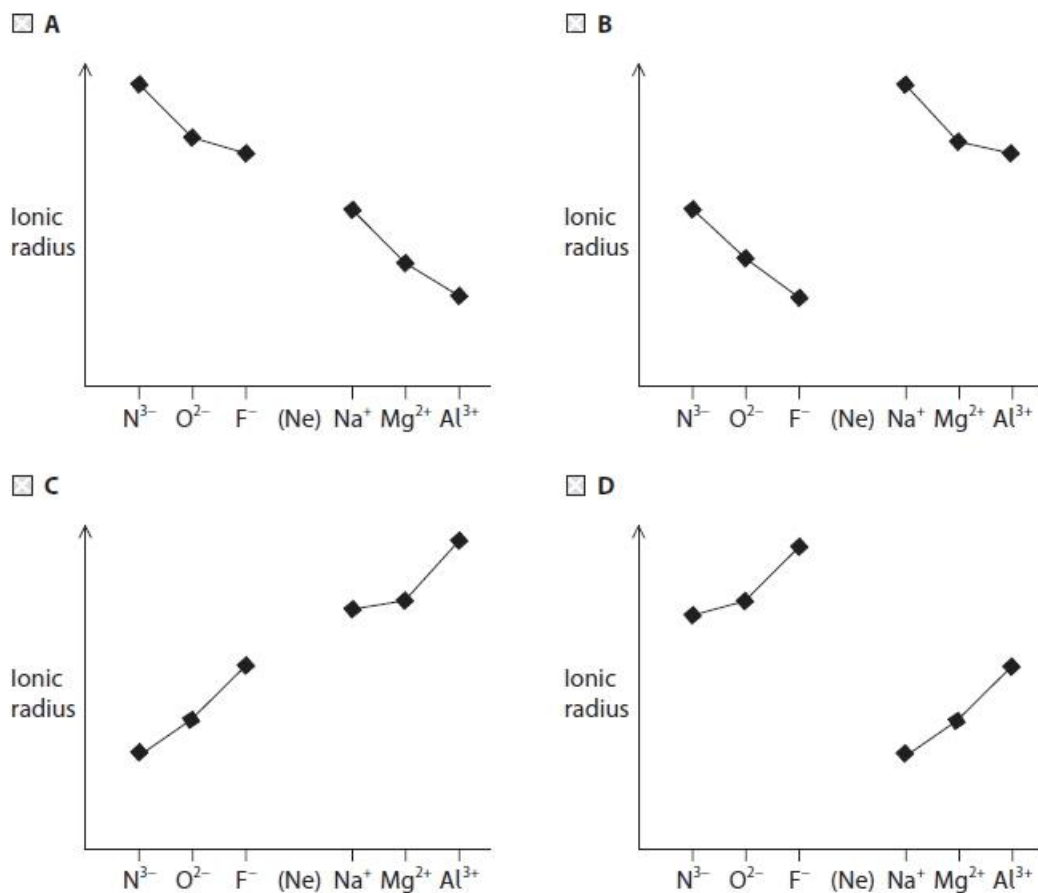 A
Ionic
radius
N³⁻ O²⁻ F⁻ (Ne) Na⁺ Mg²⁺ Al³⁺
B
Ionic
radius
N³⁻ O²⁻ F⁻ (Ne) Na⁺ Mg²⁺ Al³⁺
C
Ionic
radius
N³⁻ O²⁻ F⁻ (Ne) Na⁺ Mg²⁺ Al³⁺
D
Ionic
radius
N³⁻ O²⁻ F⁻ (Ne) Na⁺ Mg²⁺ Al³⁺